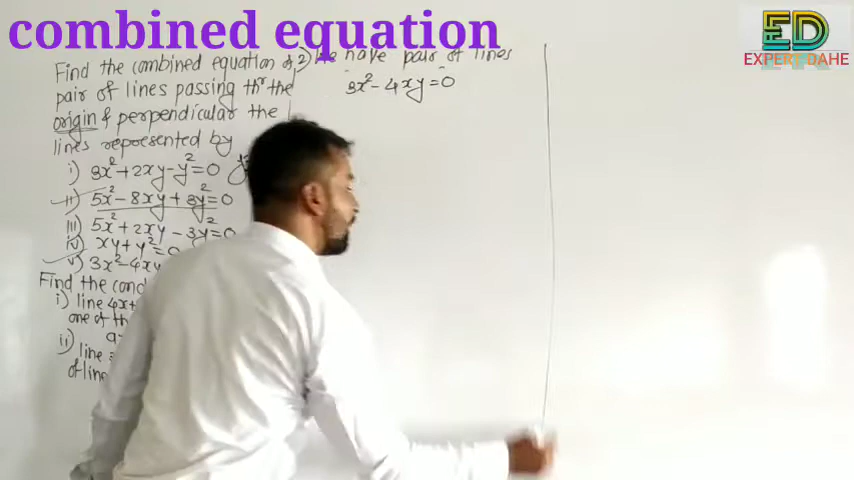 combined equation
ED
EXPERT DAHE
Find the combined equation of
pair of lines passing thr the
origin & perpendicular the
lines represented by
i) 3x²+2xy-y²=0
ii) 5x²-8xy+3y²=0
iii) 5x²+2xy-3y²=0
iv) xy+y²=0
v) 3x²-4xy
Find the cond
i) line 4x+
one of th
ii) line
of line
2) We have pair of lines
3x²-4xy=0